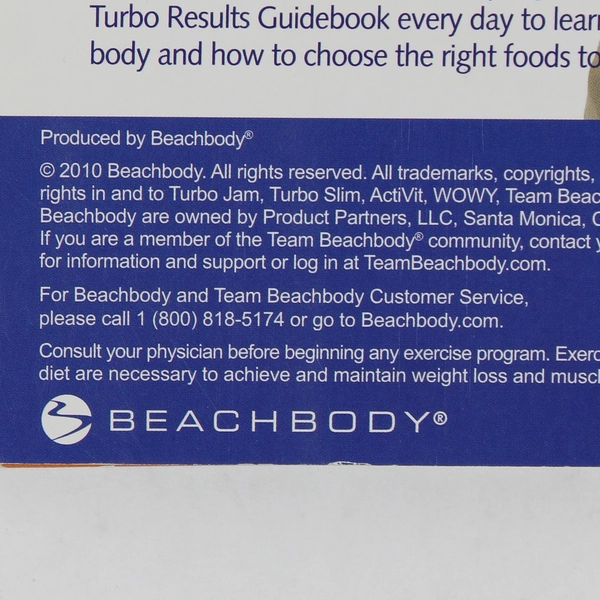 Turbo Results Guidebook every day to learn
body and how to choose the right foods to
Produced by Beachbody®
© 2010 Beachbody. All rights reserved. All trademarks, copyrights,
rights in and to Turbo Jam, Turbo Slim, ActiVit, WOWY, Team Beac
Beachbody are owned by Product Partners, LLC, Santa Monica, C
If you are a member of the Team Beachbody® community, contact y
for information and support or log in at TeamBeachbody.com.
For Beachbody and Team Beachbody Customer Service,
please call 1 (800) 818-5174 or go to Beachbody.com.
Consult your physician before beginning any exercise program. Exerc
diet are necessary to achieve and maintain weight loss and muscl
BEACHBODY®